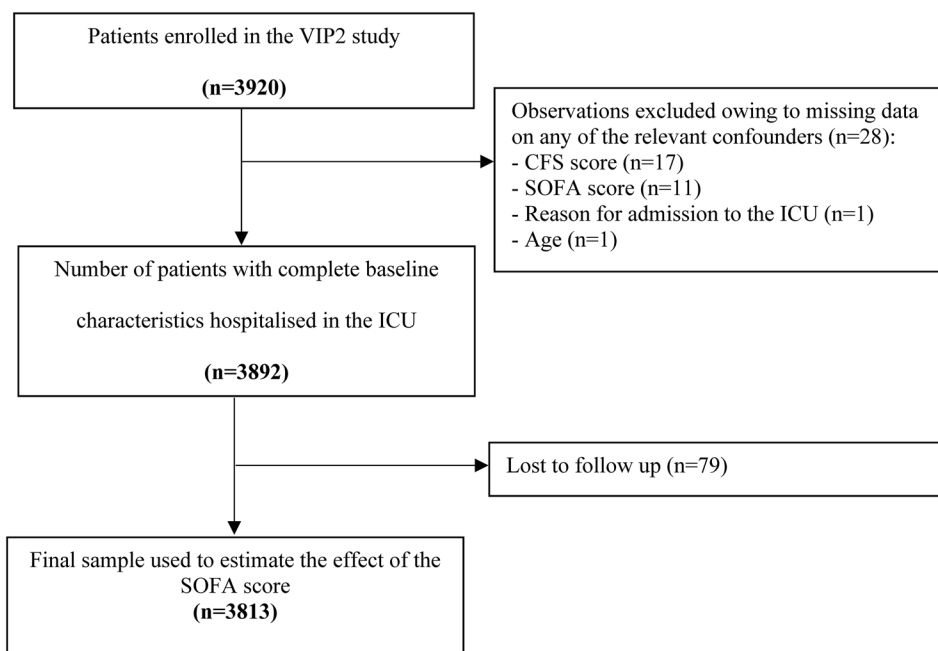 Patients enrolled in the VIP2 study
(n=3920)
Observations excluded owing to missing data
on any of the relevant confounders (n=28):
- CFS score (n=17)
- SOFA score (n=11)
- Reason for admission to the ICU (n=1)
- Age (n=1)
Number of patients with complete baseline
characteristics hospitalised in the ICU
(n=3892)
Lost to follow up (n=79)
Final sample used to estimate the effect of the
SOFA score
(n=3813)